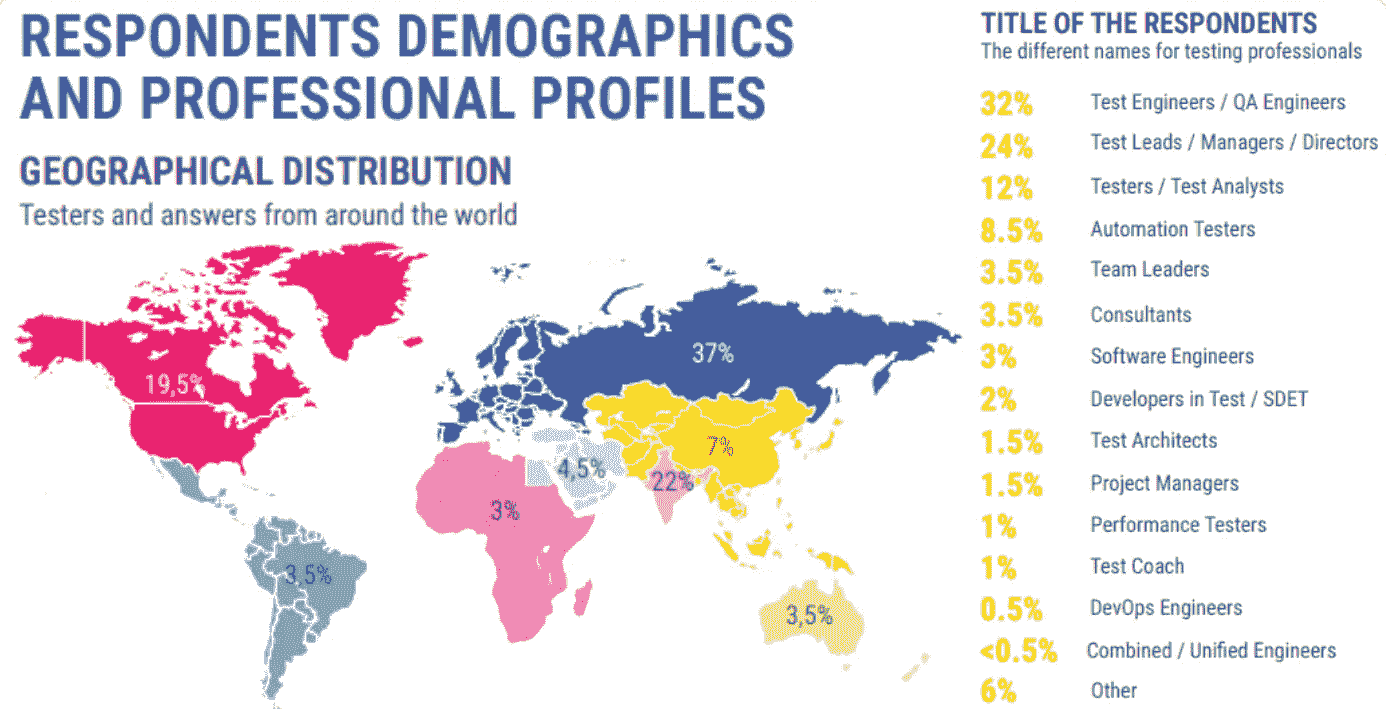 RESPONDENTS DEMOGRAPHICS
AND PROFESSIONAL PROFILES
GEOGRAPHICAL DISTRIBUTION
Testers and answers from around the world
19,5%
37%
7%
4,5%
22%
3%
3,5%
3,5%
TITLE OF THE RESPONDENTS
The different names for testing professionals
32% Test Engineers / QA Engineers
24% Test Leads / Managers / Directors
12% Testers / Test Analysts
8.5% Automation Testers
3.5% Team Leaders
3.5% Consultants
3% Software Engineers
2% Developers in Test / SDET
1.5% Test Architects
1.5% Project Managers
1% Performance Testers
1% Test Coach
0.5% DevOps Engineers
<0.5% Combined / Unified Engineers
6% Other